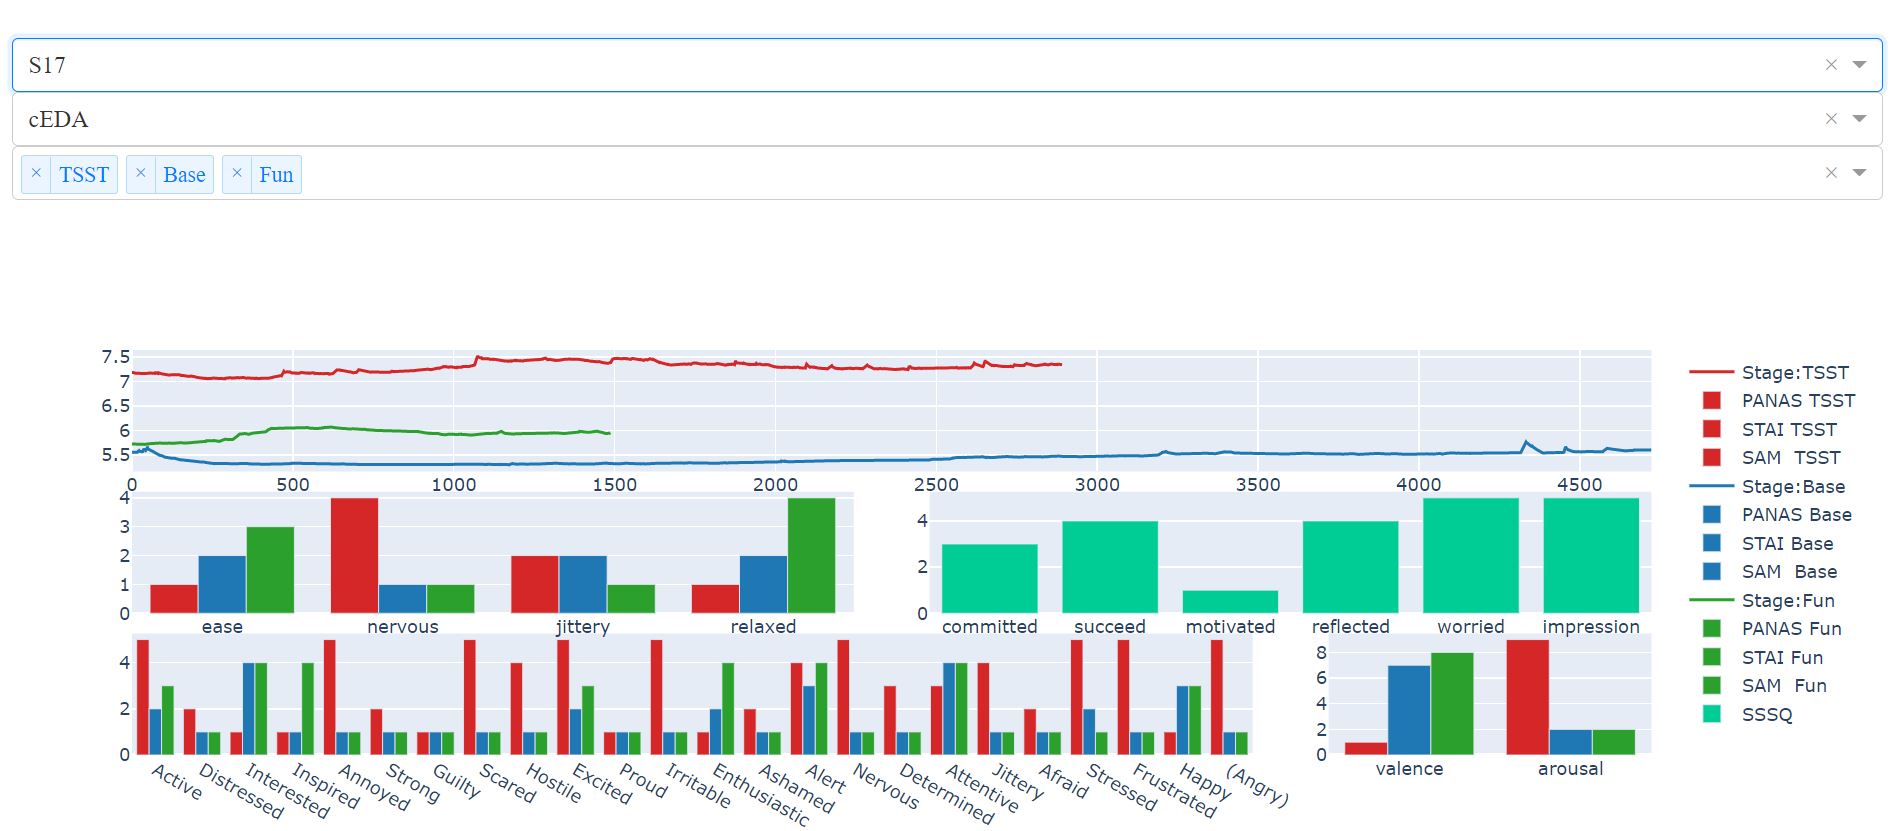 S17
cEDA
× TSST × Base × Fun
7.5
7
6.5
6
5.5
0 500 1000 1500 2000 2500 3000 3500 4000 4500
4
3
2
1
0
ease nervous jittery relaxed
4
2
0
committed succeed motivated reflected worried impression
4
2
0
Active Distressed Interested Inspired Annoyed Strong Guilty Scared Hostile Excited Proud Irritable Enthusiastic Ashamed Alert Nervous Determined Attentive Jittery Afraid Stressed Frustrated Happy (Angry)
8
6
4
2
0
valence arousal
Stage:TSST
PANAS TSST
STAI TSST
SAM TSST
Stage:Base
PANAS Base
STAI Base
SAM Base
Stage:Fun
PANAS Fun
STAI Fun
SAM Fun
SSSQ